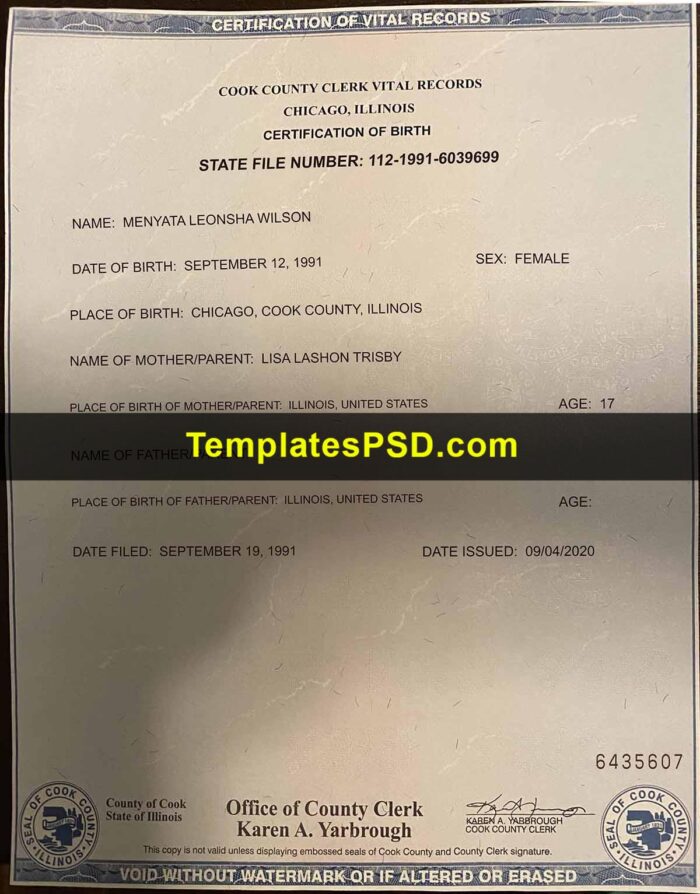 CERTIFICATION OF VITAL RECORDS
COOK COUNTY CLERK VITAL RECORDS
CHICAGO, ILLINOIS
CERTIFICATION OF BIRTH
STATE FILE NUMBER: 112-1991-6039699
NAME: MENYATA LEONSHA WILSON
DATE OF BIRTH: SEPTEMBER 12, 1991 SEX: FEMALE
PLACE OF BIRTH: CHICAGO, COOK COUNTY, ILLINOIS
NAME OF MOTHER/PARENT: LISA LASHON TRISBY
PLACE OF BIRTH OF MOTHER/PARENT: ILLINOIS, UNITED STATES AGE: 17
TemplatesPSD.com
NAME OF FATHER
PLACE OF BIRTH OF FATHER/PARENT: ILLINOIS, UNITED STATES AGE:
DATE FILED: SEPTEMBER 19, 1991 DATE ISSUED: 09/04/2020
6435607
SEAL OF COOK COUNTY ILLINOIS
County of Cook
State of Illinois
Office of County Clerk
Karen A. Yarbrough
KAREN A. YARBROUGH
COOK COUNTY CLERK
SEAL OF COOK COUNTY ILLINOIS
This copy is not valid unless displaying embossed seals of Cook County and County Clerk signature.
VOID WITHOUT WATERMARK OR IF ALTERED OR ERASED